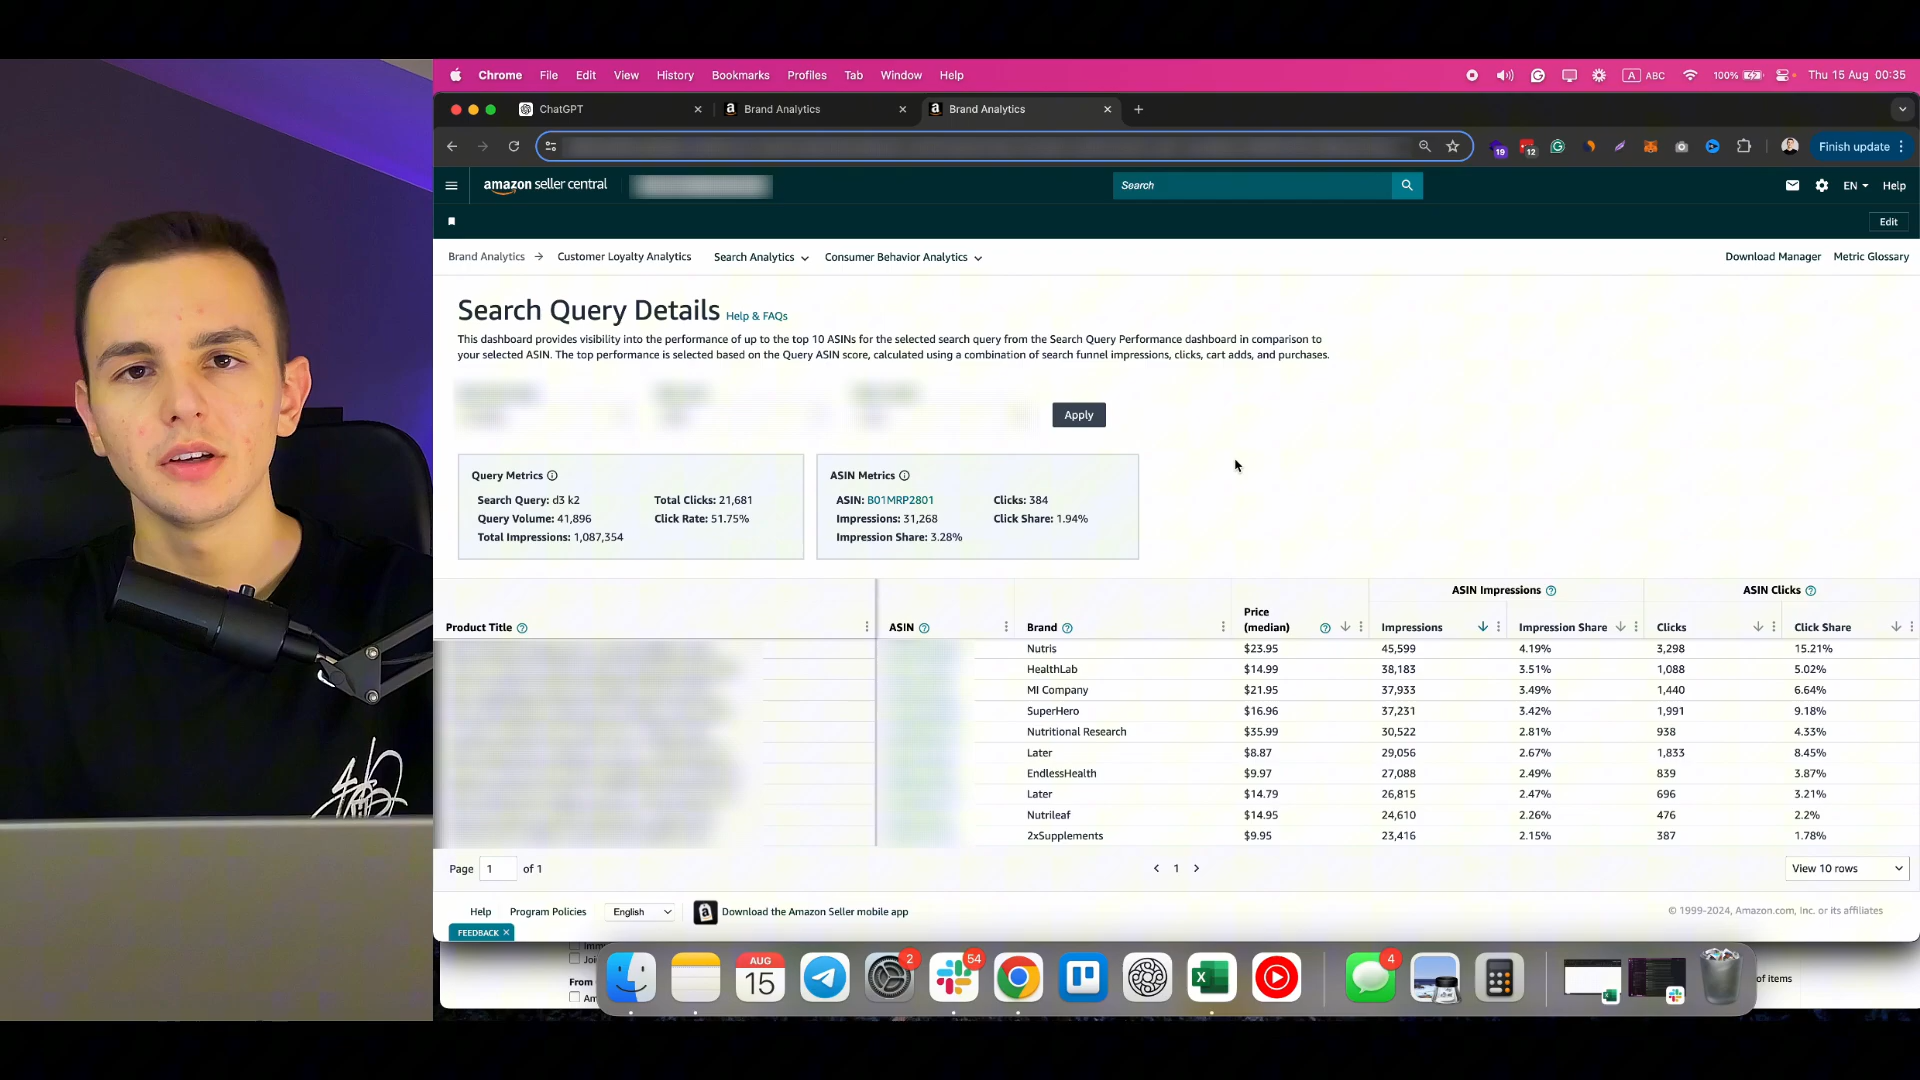 Chrome File Edit View History Bookmarks Profiles Tab Window Help A ABC 100% Thu 15 Aug 00:35
ChatGPT Brand Analytics Brand Analytics
19 12 Finish update
amazon seller central Search EN Help
Edit
Brand Analytics → Customer Loyalty Analytics Search Analytics Consumer Behavior Analytics Download Manager Metric Glossary
Search Query Details Help & FAQs
This dashboard provides visibility into the performance of up to the top 10 ASINs for the selected search query from the Search Query Performance dashboard in comparison to
your selected ASIN. The top performance is selected based on the Query ASIN score, calculated using a combination of search funnel impressions, clicks, cart adds, and purchases.
Apply
Query Metrics
Search Query: d3 k2 Total Clicks: 21,681
Query Volume: 41,896 Click Rate: 51.75%
Total Impressions: 1,087,354
ASIN Metrics
ASIN: B01MRP2801 Clicks: 384
Impressions: 31,268 Click Share: 1.94%
Impression Share: 3.28%
ASIN Impressions ASIN Clicks
Product Title ASIN Brand Price (median) Impressions Impression Share Clicks Click Share
Nutris $23.95 45,599 4.19% 3,298 15.21%
HealthLab $14.99 38,183 3.51% 1,088 5.02%
MI Company $21.95 37,933 3.49% 1,440 6.64%
SuperHero $16.96 37,231 3.42% 1,991 9.18%
Nutritional Research $35.99 30,522 2.81% 938 4.33%
Later $8.87 29,056 2.67% 1,833 8.45%
EndlessHealth $9.97 27,088 2.49% 839 3.87%
Later $14.79 26,815 2.47% 696 3.21%
Nutrileaf $14.95 24,610 2.26% 476 2.2%
2xSupplements $9.95 23,416 2.15% 387 1.78%
Page 1 of 1 < 1 > View 10 rows
Help Program Policies English Download the Amazon Seller mobile app © 1999-2024, Amazon.com, Inc. or its affiliates
FEEDBACK ×
From
of items
AUG
15
2
54
4